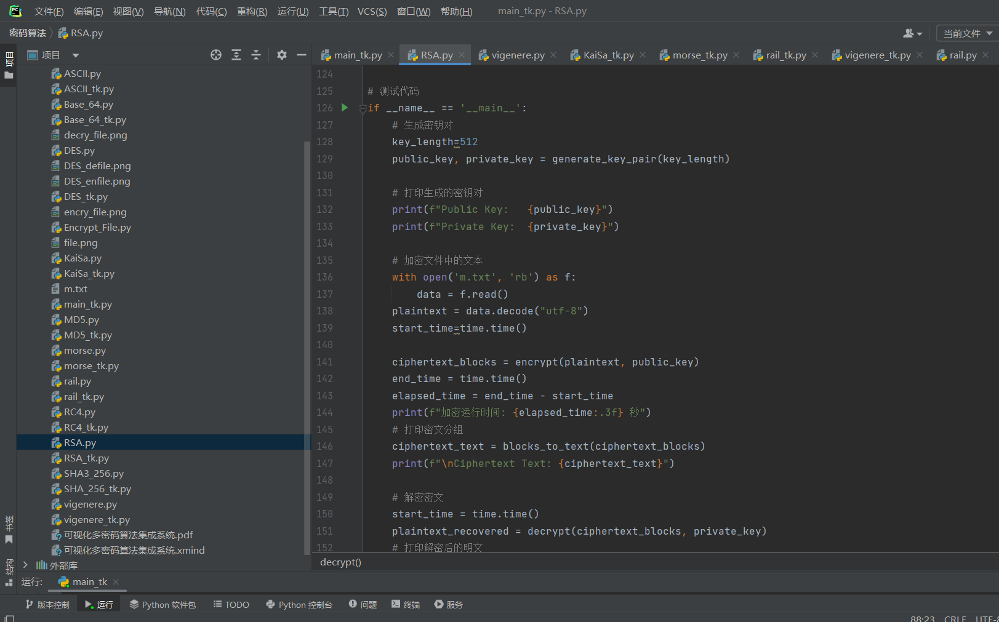 PC 文件(F) 编辑(E) 视图(V) 导航(N) 代码(C) 重构(R) 运行(U) 工具(T) VCS(S) 窗口(W) 帮助(H) main_tk.py - RSA.py
密码算法 RSA.py 当前文件
项目
项目
main_tk.py RSA.py vigenere.py KaiSa_tk.py morse_tk.py rail_tk.py vigenere_tk.py rail.py
ASCII.py
ASCII_tk.py
Base_64.py
Base_64_tk.py
decry_file.png
DES.py
DES_defile.png
DES_enfile.png
DES_tk.py
encry_file.png
Encrypt_File.py
file.png
KaiSa.py
KaiSa_tk.py
m.txt
main_tk.py
MD5.py
MD5_tk.py
morse.py
morse_tk.py
rail.py
rail_tk.py
RC4.py
RC4_tk.py
RSA.py
RSA_tk.py
SHA3_256.py
SHA_256_tk.py
vigenere.py
vigenere_tk.py
可视化多密码算法集成系统.pdf
可视化多密码算法集成系统.xmind
外部库
书签
结构
124
125 # 测试代码
126 if __name__ == '__main__':
127     # 生成密钥对
128     key_length=512
129     public_key, private_key = generate_key_pair(key_length)
130
131     # 打印生成的密钥对
132     print(f"Public Key:   {public_key}")
133     print(f"Private Key:  {private_key}")
134
135     # 加密文件中的文本
136     with open('m.txt', 'rb') as f:
137         data = f.read()
138     plaintext = data.decode("utf-8")
139     start_time=time.time()
140
141     ciphertext_blocks = encrypt(plaintext, public_key)
142     end_time = time.time()
143     elapsed_time = end_time - start_time
144     print(f"加密运行时间: {elapsed_time:.3f} 秒")
145     # 打印密文分组
146     ciphertext_text = blocks_to_text(ciphertext_blocks)
147     print(f"\nCiphertext Text: {ciphertext_text}")
148
149     # 解密密文
150     start_time = time.time()
151     plaintext_recovered = decrypt(ciphertext_blocks, private_key)
152     # 打印解密后的明文
decrypt()
运行: main_tk
版本控制 运行 Python 软件包 TODO Python 控制台 问题 终端 服务
88:23 CRLF UTF-8